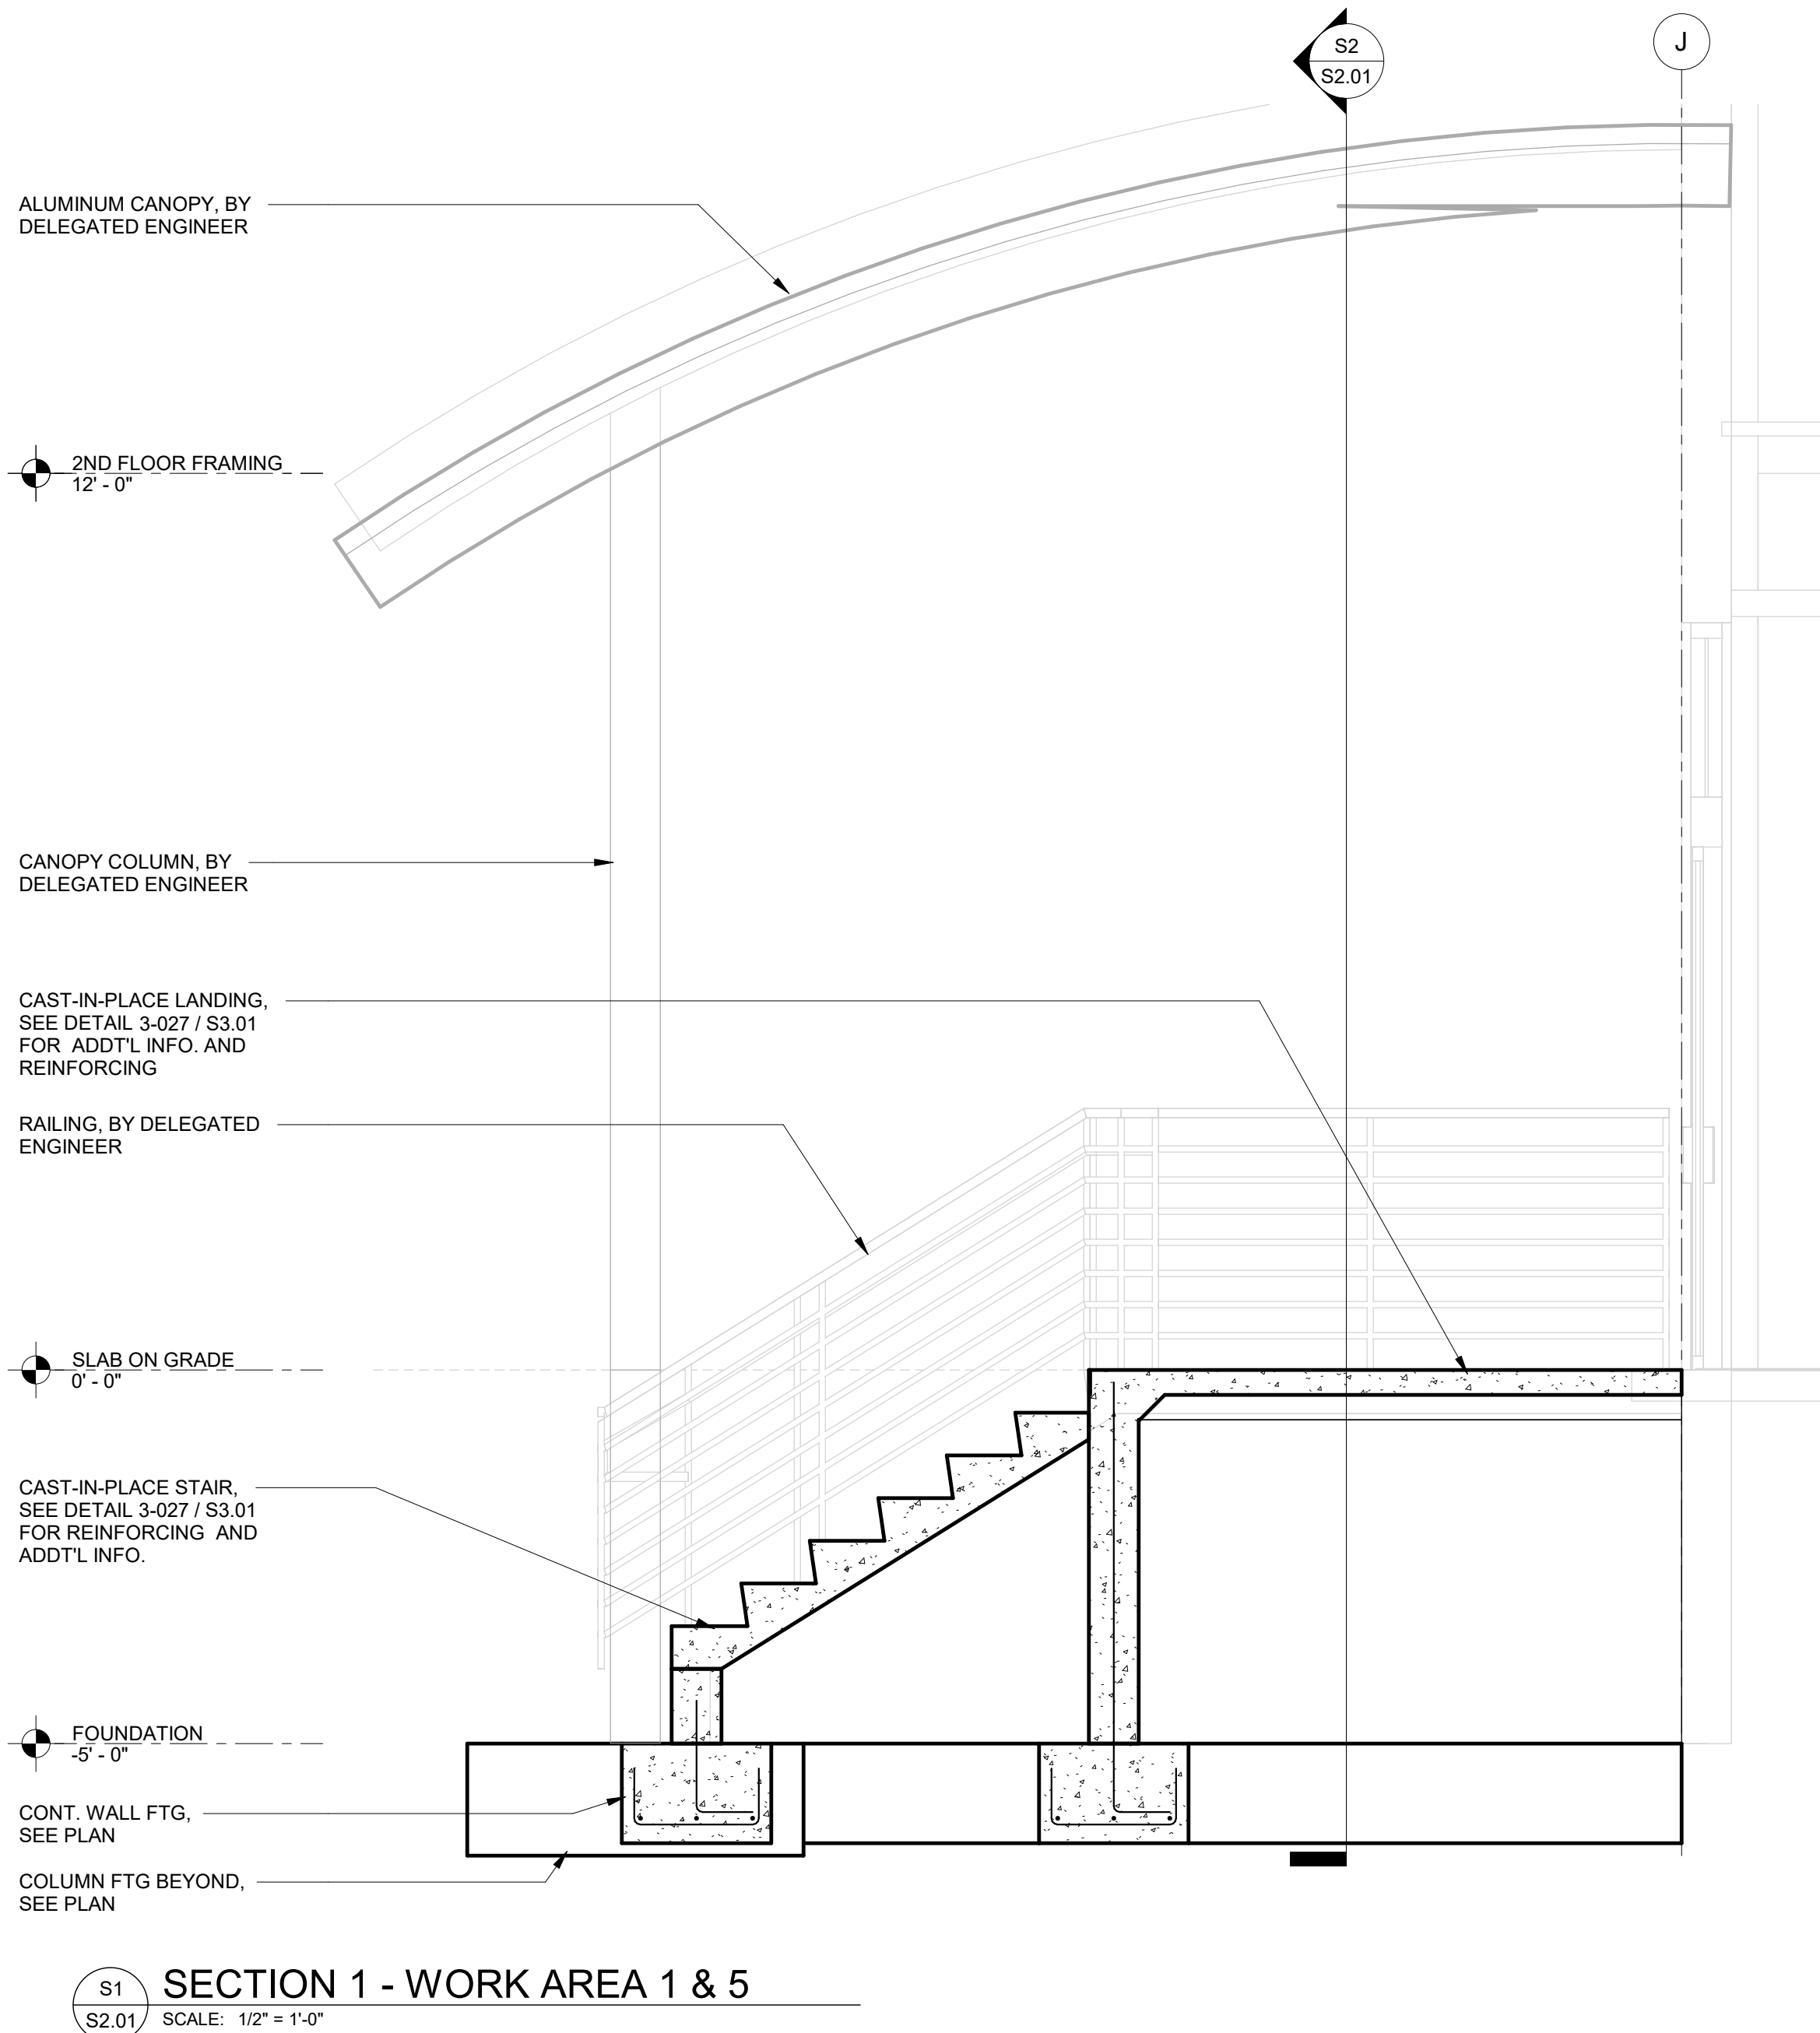 S2
S2.01
J
ALUMINUM CANOPY, BY
DELEGATED ENGINEER
2ND FLOOR FRAMING
12' - 0"
CANOPY COLUMN, BY
DELEGATED ENGINEER
CAST-IN-PLACE LANDING,
SEE DETAIL 3-027 / S3.01
FOR ADDT'L INFO. AND
REINFORCING
RAILING, BY DELEGATED
ENGINEER
SLAB ON GRADE
0' - 0"
CAST-IN-PLACE STAIR,
SEE DETAIL 3-027 / S3.01
FOR REINFORCING AND
ADDT'L INFO.
FOUNDATION
-5' - 0"
CONT. WALL FTG,
SEE PLAN
COLUMN FTG BEYOND,
SEE PLAN
S1
S2.01
SECTION 1 - WORK AREA 1 & 5
SCALE: 1/2" = 1'-0"